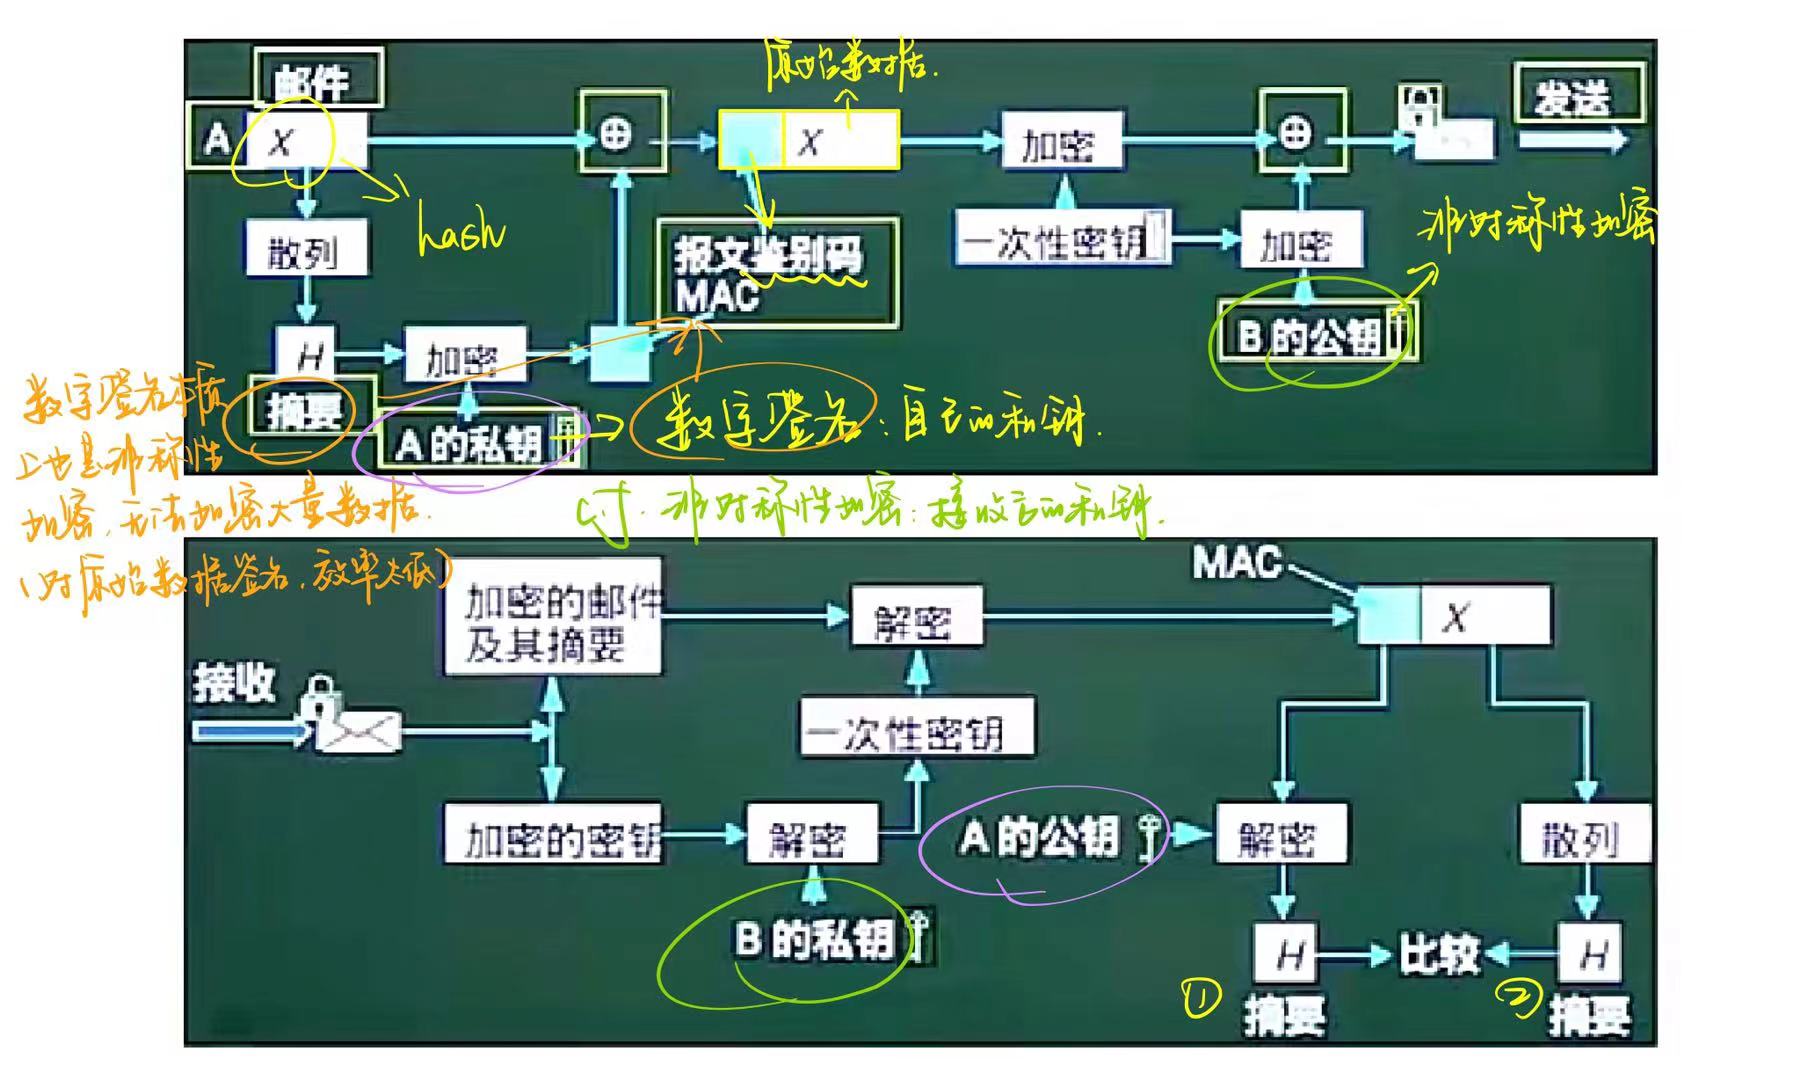 邮件
原始数据.
发送
A
X
⊕
X
加密
⊕
hash
散列
报文鉴别码
MAC
一次性密钥
加密
非对称性加密
B 的公钥
H
加密
摘要
A 的私钥
数字签名：自己的私钥.
数字签名本质
上也是非对称性
加密，无法加密大量数据.
(对原始数据签名，效率太低)
非对称性加密：接收方的私钥.
加密的邮件
及其摘要
解密
MAC
X
接收
一次性密钥
加密的密钥
解密
A 的公钥
解密
散列
B 的私钥
H
比较
H
①
摘要
②
摘要